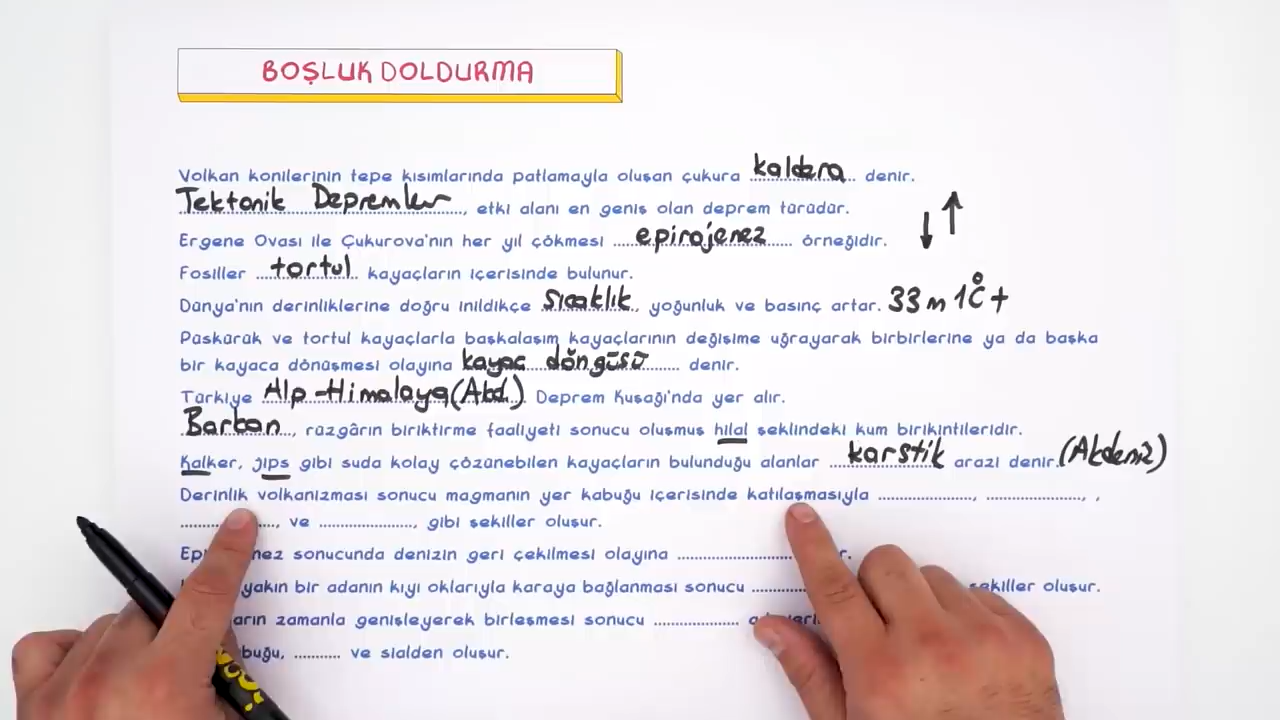 BOŞLUK DOLDURMA
Volkan konilerinin tepe kısımlarında patlamayla oluşan çukura kaldera denir.
Tektonik Depremler, etki alanı en geniş olan deprem türüdür.
Ergene Ovası ile Çukurova'nın her yıl çökmesi epirojenez örneğidir. ↓↑
Fosiller tortul kayaçların içerisinde bulunur.
Dünya'nın derinliklerine doğru inildikçe sıcaklık, yoğunluk ve basınç artar. 33 m 1°C +
Püskürük ve tortul kayaçlarla başkalaşım kayaçlarının değişime uğrayarak birbirlerine ya da başka
bir kayaca dönüşmesi olayına kayaç döngüsü denir.
Türkiye Alp-Himalaya (Akd.) Deprem Kuşağı'nda yer alır.
Barkan, rüzgârın biriktirme faaliyeti sonucu oluşmuş hilal şeklindeki kum birikintileridir.
Kalker, jips gibi suda kolay çözünebilen kayaçların bulunduğu alanlar karstik arazi denir. (Akdeniz)
Derinlik volkanizması sonucu magmanın yer kabuğu içerisinde katılaşmasıyla ..................., ..................., ,
..................., ve ..................., gibi şekiller oluşur.
sonucunda denizin geri çekilmesi olayına .......................
yakın bir adanın kıyı oklarıyla karaya bağlanması sonucu ........... şekiller oluşur.
zamanla genişleyerek birleşmesi sonucu .................
.......... ve sialden oluşur.